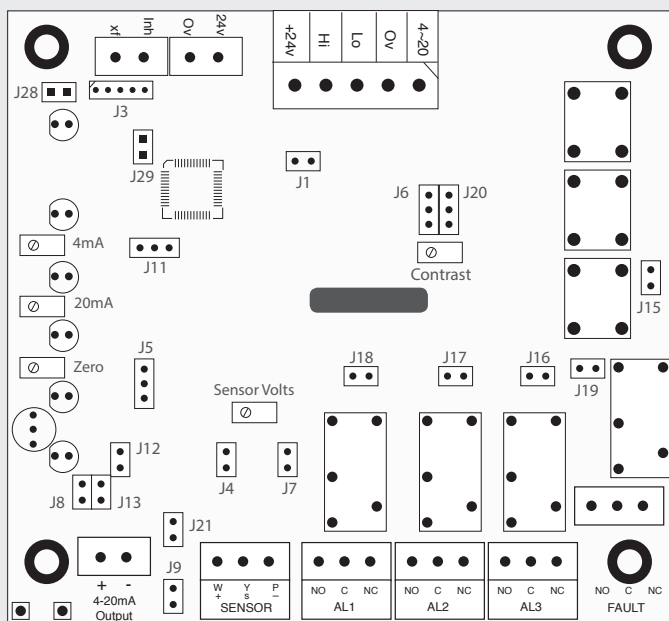 xf Inh Ov 24v
+24v Hi Lo Ov 4~20
J28
J3
J29
J1
J6 J20
4mA
J11
Contrast
20mA
J15
J5
J18 J17 J16
Zero
J19
Sensor Volts
J12
J4 J7
J8 J13
J21
J9
+ -
4-20mA
Output
W Y P
+ s –
SENSOR
NO C NC
AL1
NO C NC
AL2
NO C NC
AL3
NO C NC
FAULT